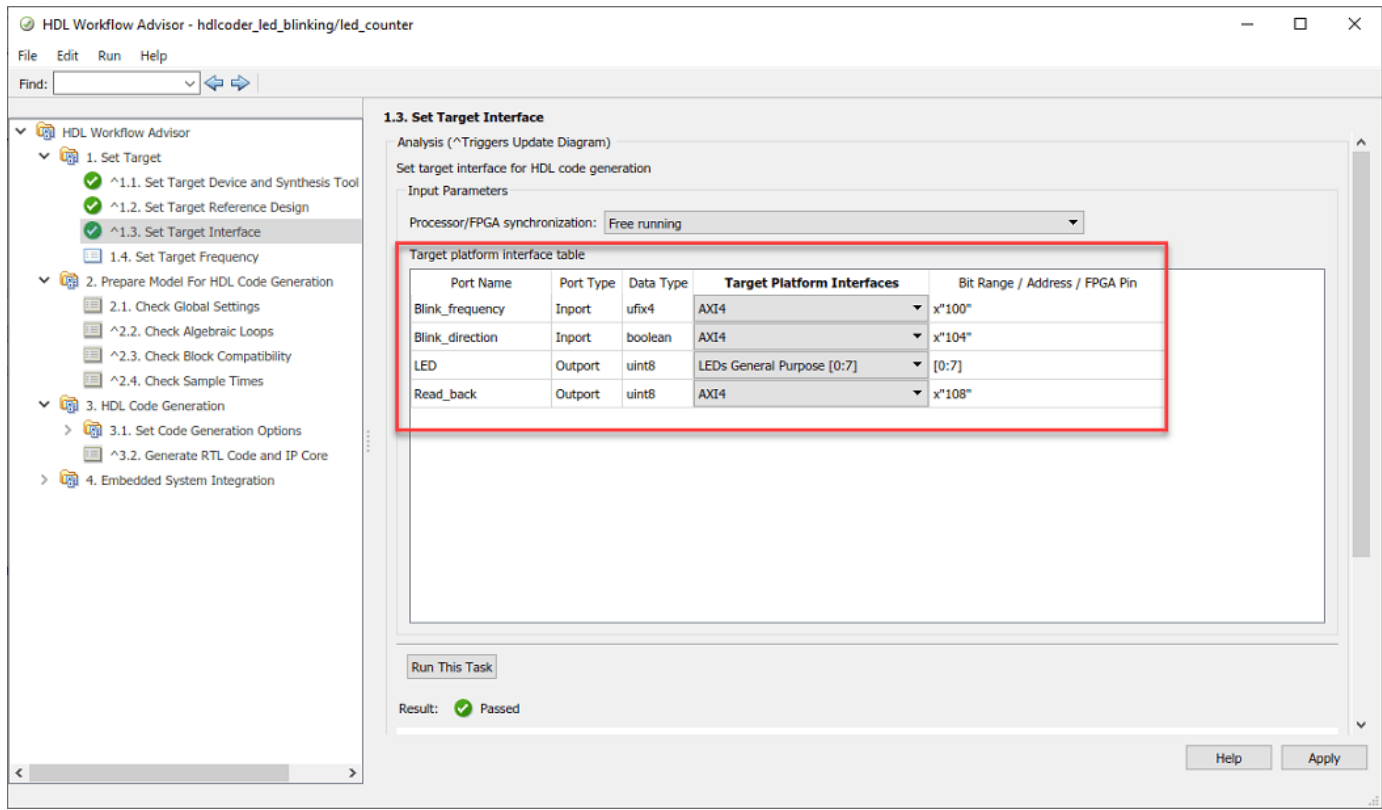 HDL Workflow Advisor - hdlcoder_led_blinking/led_counter
File Edit Run Help
Find:
HDL Workflow Advisor
1. Set Target
^1.1. Set Target Device and Synthesis Tool
^1.2. Set Target Reference Design
^1.3. Set Target Interface
1.4. Set Target Frequency
2. Prepare Model For HDL Code Generation
2.1. Check Global Settings
^2.2. Check Algebraic Loops
^2.3. Check Block Compatibility
^2.4. Check Sample Times
3. HDL Code Generation
3.1. Set Code Generation Options
^3.2. Generate RTL Code and IP Core
4. Embedded System Integration
1.3. Set Target Interface
Analysis (^Triggers Update Diagram)
Set target interface for HDL code generation
Input Parameters
Processor/FPGA synchronization: Free running
Target platform interface table
Port Name Port Type Data Type Target Platform Interfaces Bit Range / Address / FPGA Pin
Blink_frequency Inport ufix4 AXI4 x"100"
Blink_direction Inport boolean AXI4 x"104"
LED Outport uint8 LEDs General Purpose [0:7] [0:7]
Read_back Outport uint8 AXI4 x"108"
Run This Task
Result: Passed
Help Apply